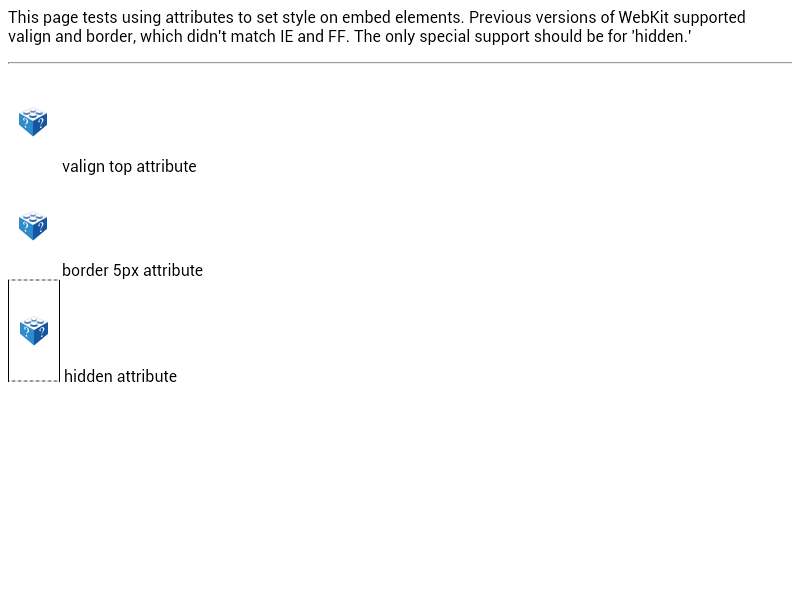 This page tests using attributes to set style on embed elements. Previous versions of WebKit supported
valign and border, which didn't match IE and FF. The only special support should be for 'hidden.'
valign top attribute
border 5px attribute
hidden attribute